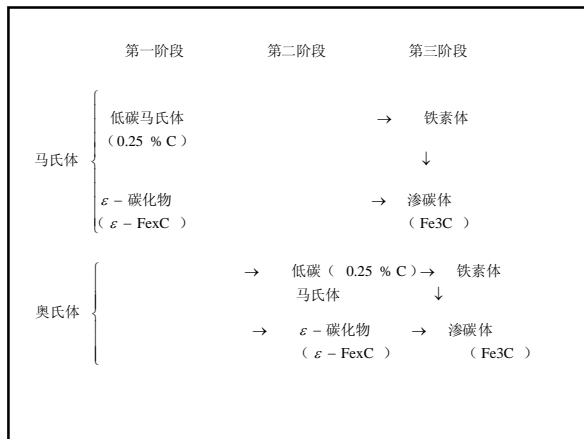 第一阶段 第二阶段 第三阶段
低碳马氏体 → 铁素体
（0.25 %C）
马氏体 ↓
ε – 碳化物 → 渗碳体
（ε – FexC ） （Fe3C ）
→ 低碳（ 0.25 %C）→ 铁素体
马氏体 ↓
奥氏体
→ ε – 碳化物 → 渗碳体
（ε – FexC ） （Fe3C ）